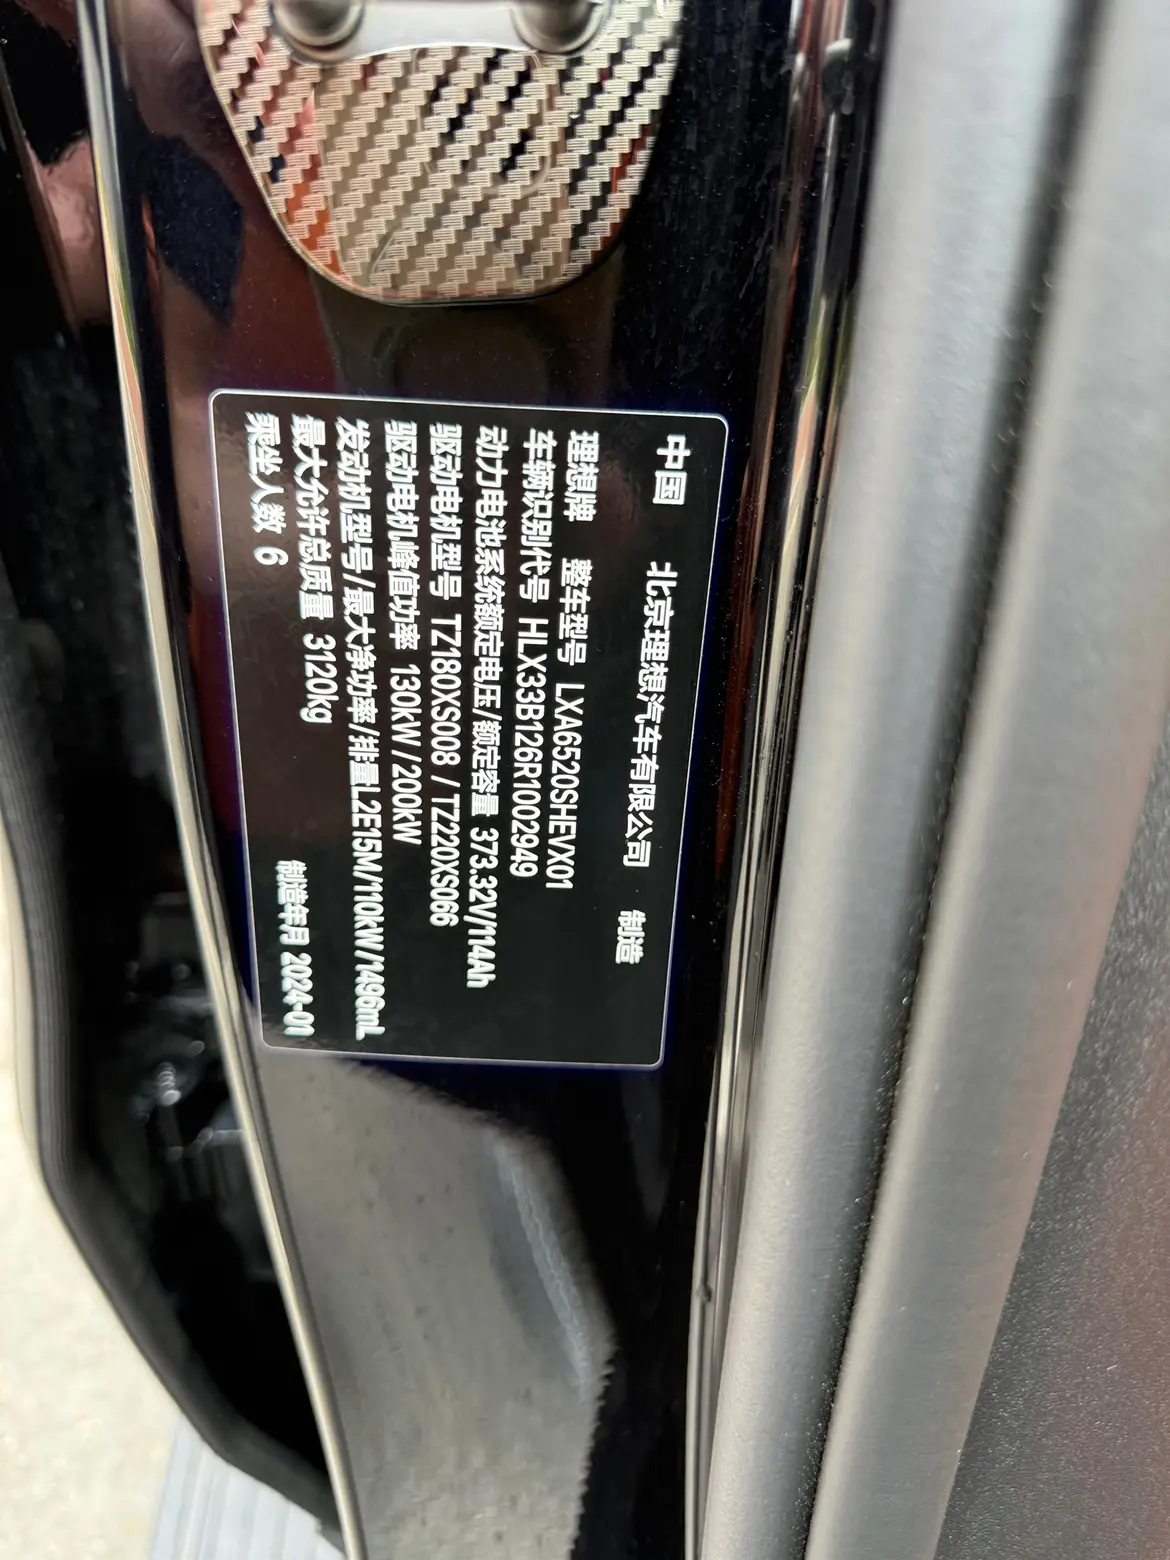 中国 北京理想汽车有限公司 制造
理想牌 整车型号 LXA6520SHEVX01
车辆识别代号 HLX33B126R1002949
动力电池系统额定电压/额定容量 373.32V/114Ah
驱动电机型号 TZ180XS008 / TZ220XS066
驱动电机峰值功率 130kW/200kW
发动机型号/最大净功率/排量L2E15M/110kW/1496mL
最大允许总质量 3120kg
乘坐人数 6 制造年月 2024-01